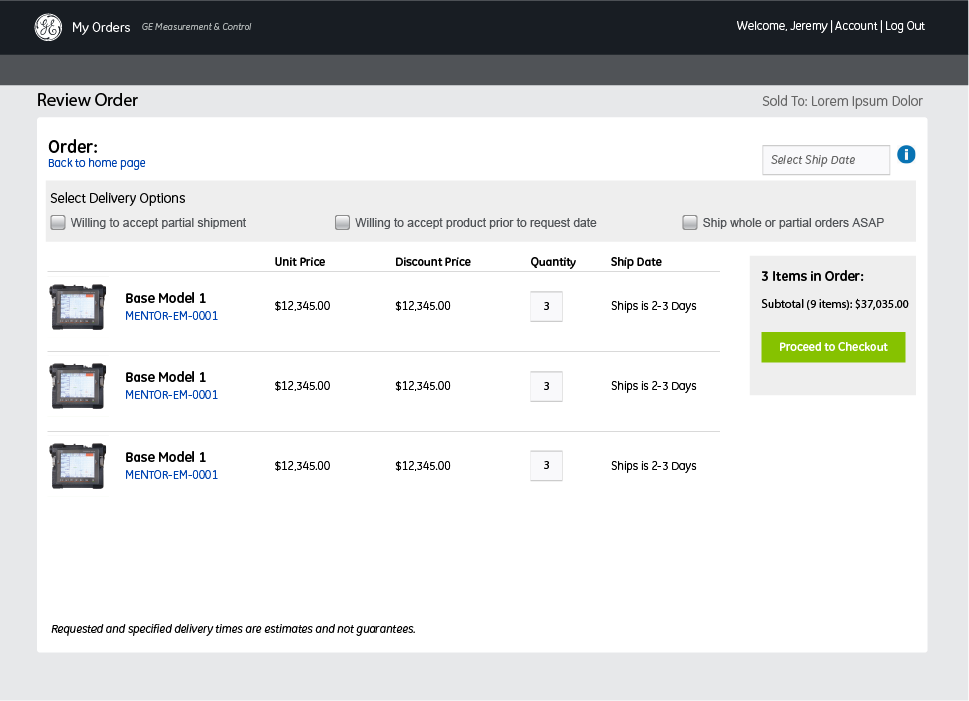 GE My Orders GE Measurement & Control Welcome, Jeremy | Account | Log Out
Review Order Sold To: Lorem Ipsum Dolor
Order:
Back to home page
Select Ship Date i
Select Delivery Options
Willing to accept partial shipment Willing to accept product prior to request date Ship whole or partial orders ASAP
Unit Price Discount Price Quantity Ship Date
Base Model 1
MENTOR-EM-0001 $12,345.00 $12,345.00 3 Ships is 2-3 Days
Base Model 1
MENTOR-EM-0001 $12,345.00 $12,345.00 3 Ships is 2-3 Days
Base Model 1
MENTOR-EM-0001 $12,345.00 $12,345.00 3 Ships is 2-3 Days
3 Items in Order:
Subtotal (9 items): $37,035.00
Proceed to Checkout
Requested and specified delivery times are estimates and not guarantees.